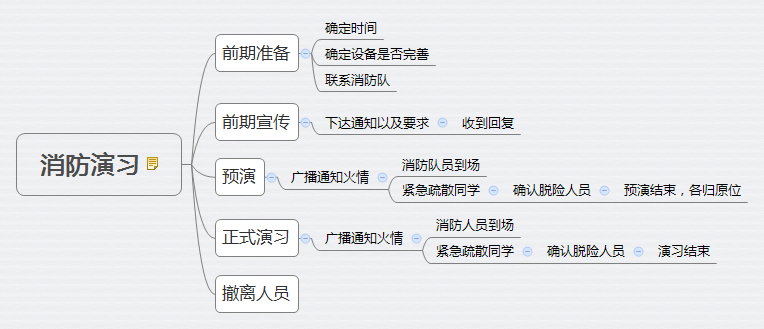 消防演习
前期准备
确定时间
确定设备是否完善
联系消防队
前期宣传
下达通知以及要求
收到回复
预演
广播通知火情
消防队员到场
紧急疏散同学
确认脱险人员
预演结束，各归原位
正式演习
广播通知火情
消防人员到场
紧急疏散同学
确认脱险人员
演习结束
撤离人员